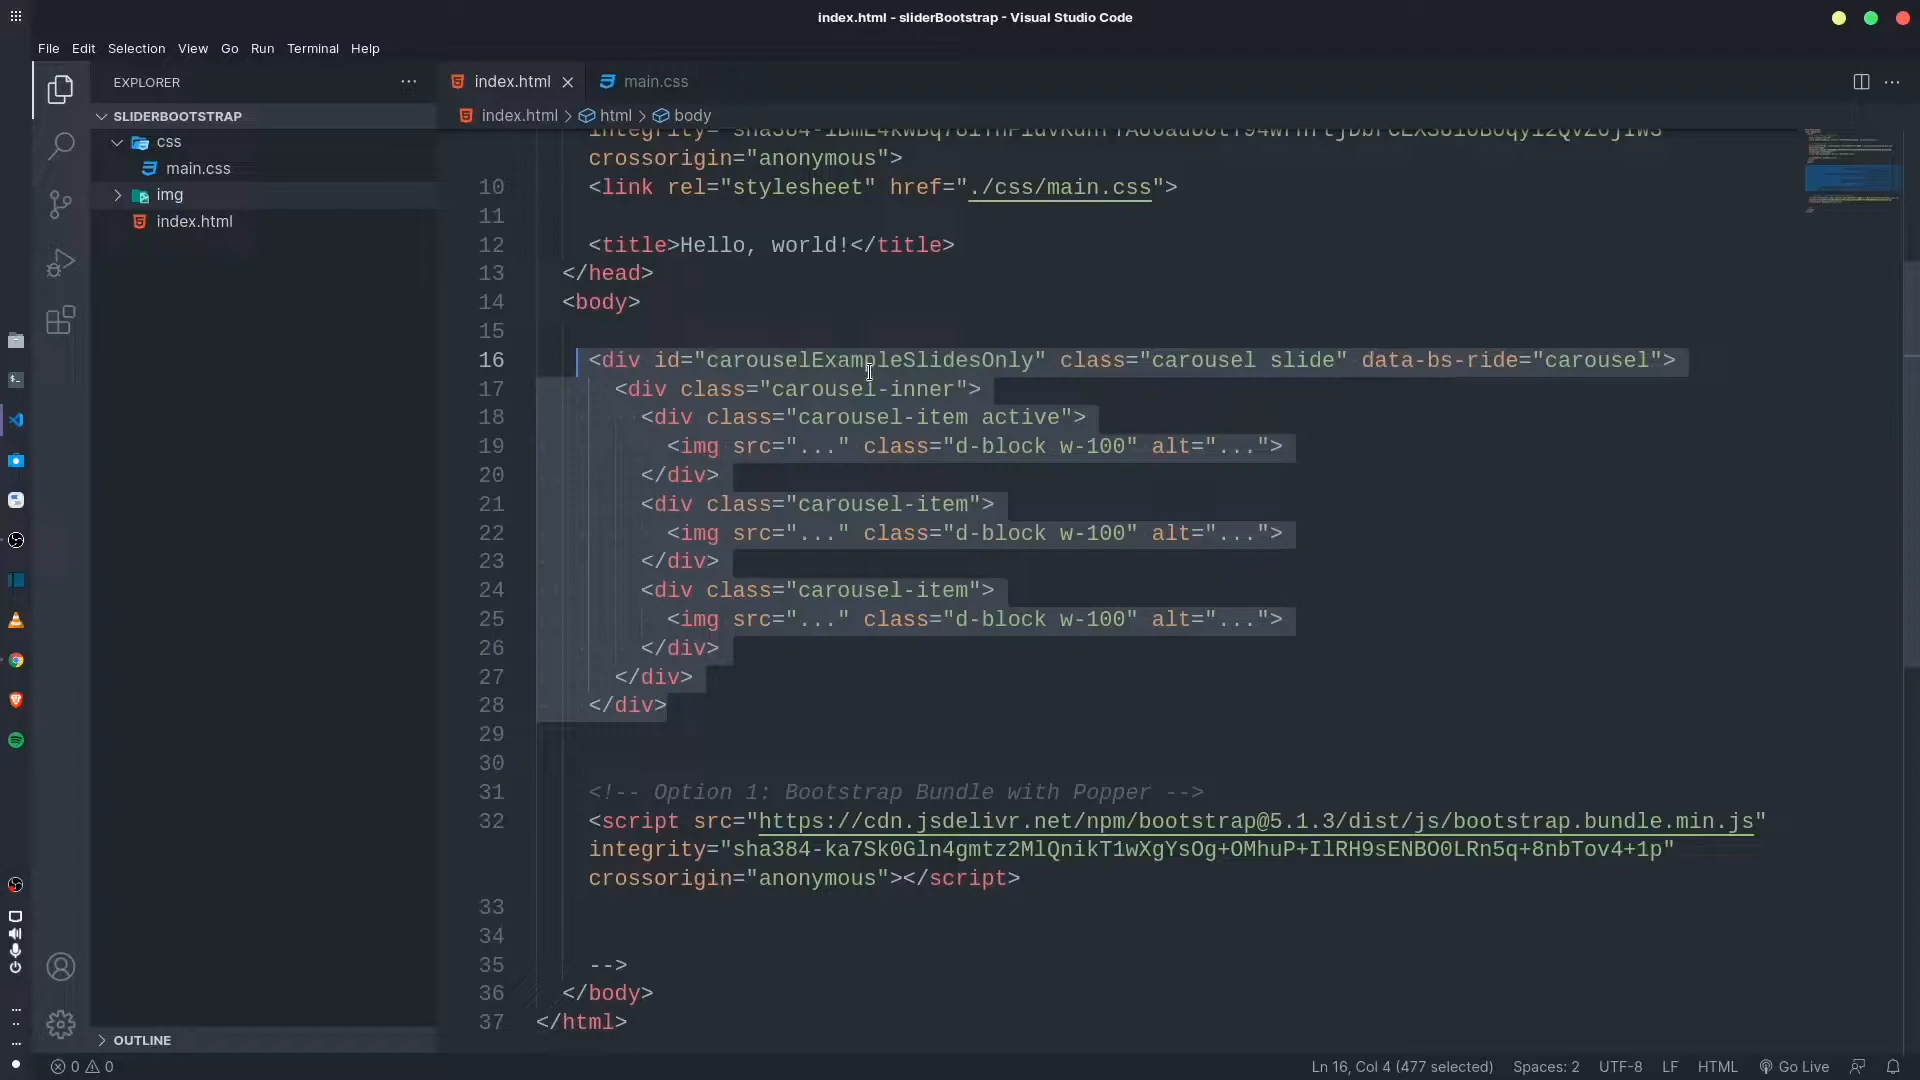 index.html - sliderBootstrap - Visual Studio Code
File Edit Selection View Go Run Terminal Help
EXPLORER
index.html
main.css
SLIDERBOOTSTRAP
index.html > html > body
css
main.css
img
index.html
crossorigin="anonymous">
10 <link rel="stylesheet" href="./css/main.css">
11
12 <title>Hello, world!</title>
13 </head>
14 <body>
15
16 <div id="carouselExampleSlidesOnly" class="carousel slide" data-bs-ride="carousel">
17 <div class="carousel-inner">
18 <div class="carousel-item active">
19 <img src="..." class="d-block w-100" alt="...">
20 </div>
21 <div class="carousel-item">
22 <img src="..." class="d-block w-100" alt="...">
23 </div>
24 <div class="carousel-item">
25 <img src="..." class="d-block w-100" alt="...">
26 </div>
27 </div>
28 </div>
29
30
31 <!-- Option 1: Bootstrap Bundle with Popper -->
32 <script src="https://cdn.jsdelivr.net/npm/bootstrap@5.1.3/dist/js/bootstrap.bundle.min.js"
integrity="sha384-ka7Sk0Gln4gmtz2MlQnikT1wXgYsOg+OMhuP+IlRH9sENBO0LRn5q+8nbTov4+1p"
crossorigin="anonymous"></script>
33
34
35 -->
36 </body>
37 </html>
OUTLINE
0 0
Ln 16, Col 4 (477 selected) Spaces: 2 UTF-8 LF HTML Go Live